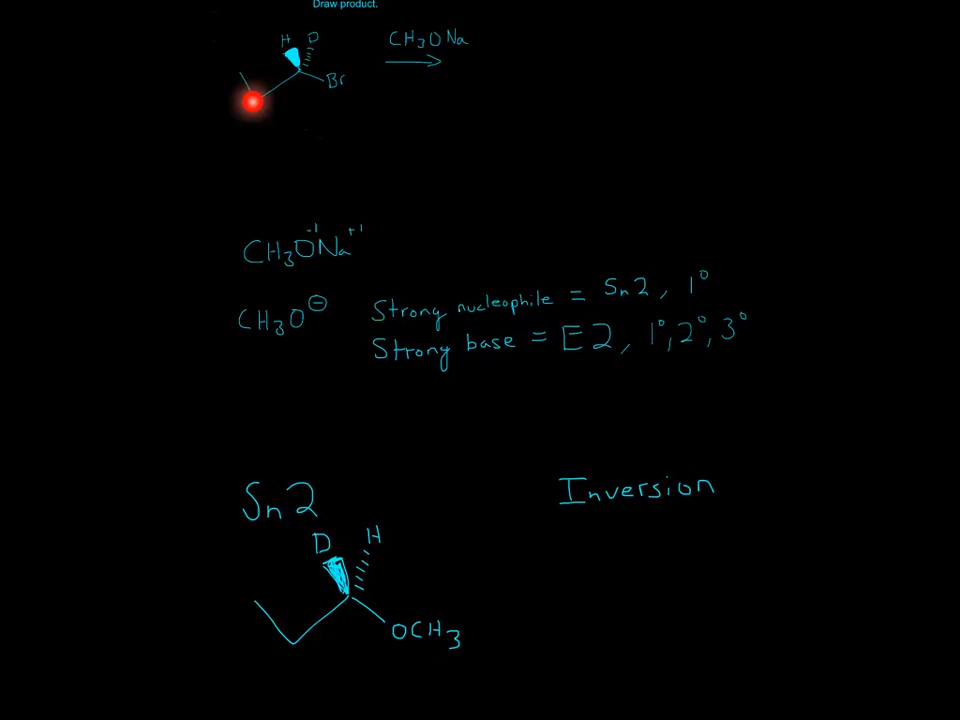 Draw product.
H D
CH3ONa
Br
CH3O⁻¹Na⁺¹
CH3O⊖
Strong nucleophile = Sn2, 1°
Strong base = E2, 1°, 2°, 3°
Sn2
Inversion
D H
OCH3